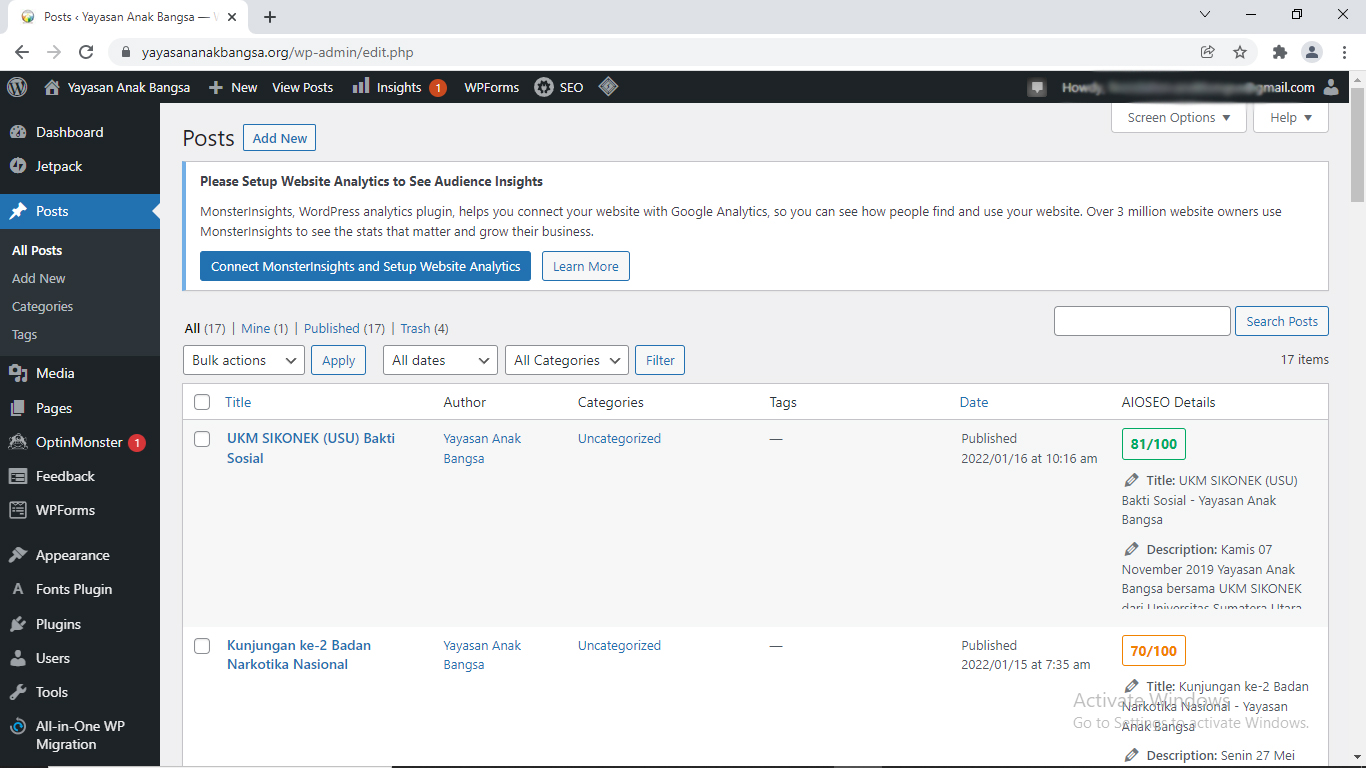 Posts ‹ Yayasan Anak Bangsa —
yayasananakbangsa.org/wp-admin/edit.php
Yayasan Anak Bangsa
New
View Posts
Insights 1
WPForms
SEO
Howdy,
gmail.com
Dashboard
Jetpack
Posts
All Posts
Add New
Categories
Tags
Media
Pages
OptinMonster 1
Feedback
WPForms
Appearance
Fonts Plugin
Plugins
Users
Tools
All-in-One WP
Migration
Screen Options
Help
Posts
Add New
Please Setup Website Analytics to See Audience Insights
MonsterInsights, WordPress analytics plugin, helps you connect your website with Google Analytics, so you can see how people find and use your website. Over 3 million website owners use
MonsterInsights to see the stats that matter and grow their business.
Connect MonsterInsights and Setup Website Analytics
Learn More
All (17) | Mine (1) | Published (17) | Trash (4)
Search Posts
Bulk actions
Apply
All dates
All Categories
Filter
17 items
Title
Author
Categories
Tags
Date
AIOSEO Details
UKM SIKONEK (USU) Bakti
Sosial
Yayasan Anak
Bangsa
Uncategorized
—
Published
2022/01/16 at 10:16 am
81/100
Title: UKM SIKONEK (USU)
Bakti Sosial - Yayasan Anak
Bangsa
Description: Kamis 07
November 2019 Yayasan Anak
Bangsa bersama UKM SIKONEK
dari Universitas Sumatera Utara
Kunjungan ke-2 Badan
Narkotika Nasional
Yayasan Anak
Bangsa
Uncategorized
—
Published
2022/01/15 at 7:35 am
70/100
Title: Kunjungan ke-2 Badan
Narkotika Nasional - Yayasan
Anak Bangsa
Description: Senin 27 Mei
Activate Windows
Go to Settings to activate Windows.